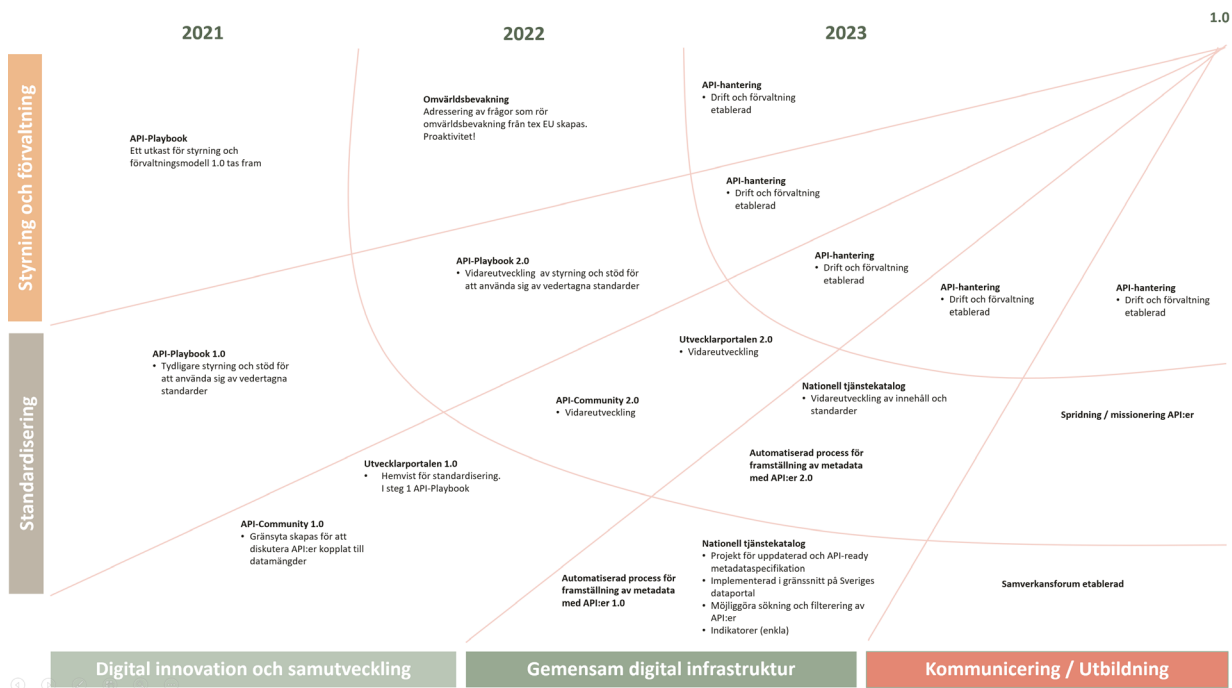 1.0
2021
2022
2023
Styrning och förvaltning
Standardisering
API-Playbook
Ett utkast för styrning och
förvaltningsmodell 1.0 tas fram
Omvärldsbevakning
Adressering av frågor som rör
omvärldsbevakning från tex EU skapas.
Proaktivitet!
API-hantering
• Drift och förvaltning
etablerad
API-hantering
• Drift och förvaltning
etablerad
API-Playbook 2.0
• Vidareutveckling av styrning och stöd för
att använda sig av vedertagna standarder
API-hantering
• Drift och förvaltning
etablerad
API-hantering
• Drift och förvaltning
etablerad
API-hantering
• Drift och förvaltning
etablerad
API-Playbook 1.0
• Tydligare styrning och stöd för
att använda sig av vedertagna
standarder
Utvecklarportalen 2.0
• Vidareutveckling
API-Community 2.0
• Vidareutveckling
Nationell tjänstekatalog
• Vidareutveckling av innehåll och
standarder
Spridning / missionering API:er
Utvecklarportalen 1.0
• Hemvist för standardisering.
I steg 1 API-Playbook
Automatiserad process för
framställning av metadata
med API:er 2.0
API-Community 1.0
• Gränsyta skapas för att
diskutera API:er kopplat till
datamängder
Automatiserad process för
framställning av metadata
med API:er 1.0
Nationell tjänstekatalog
• Projekt för uppdaterad och API-ready
metadataspecifikation
• Implementerad i gränssnitt på Sveriges
dataportal
• Möjliggöra sökning och filterering av
API:er
• Indikatorer (enkla)
Samverkansforum etablerad
Digital innovation och samutveckling
Gemensam digital infrastruktur
Kommunicering / Utbildning